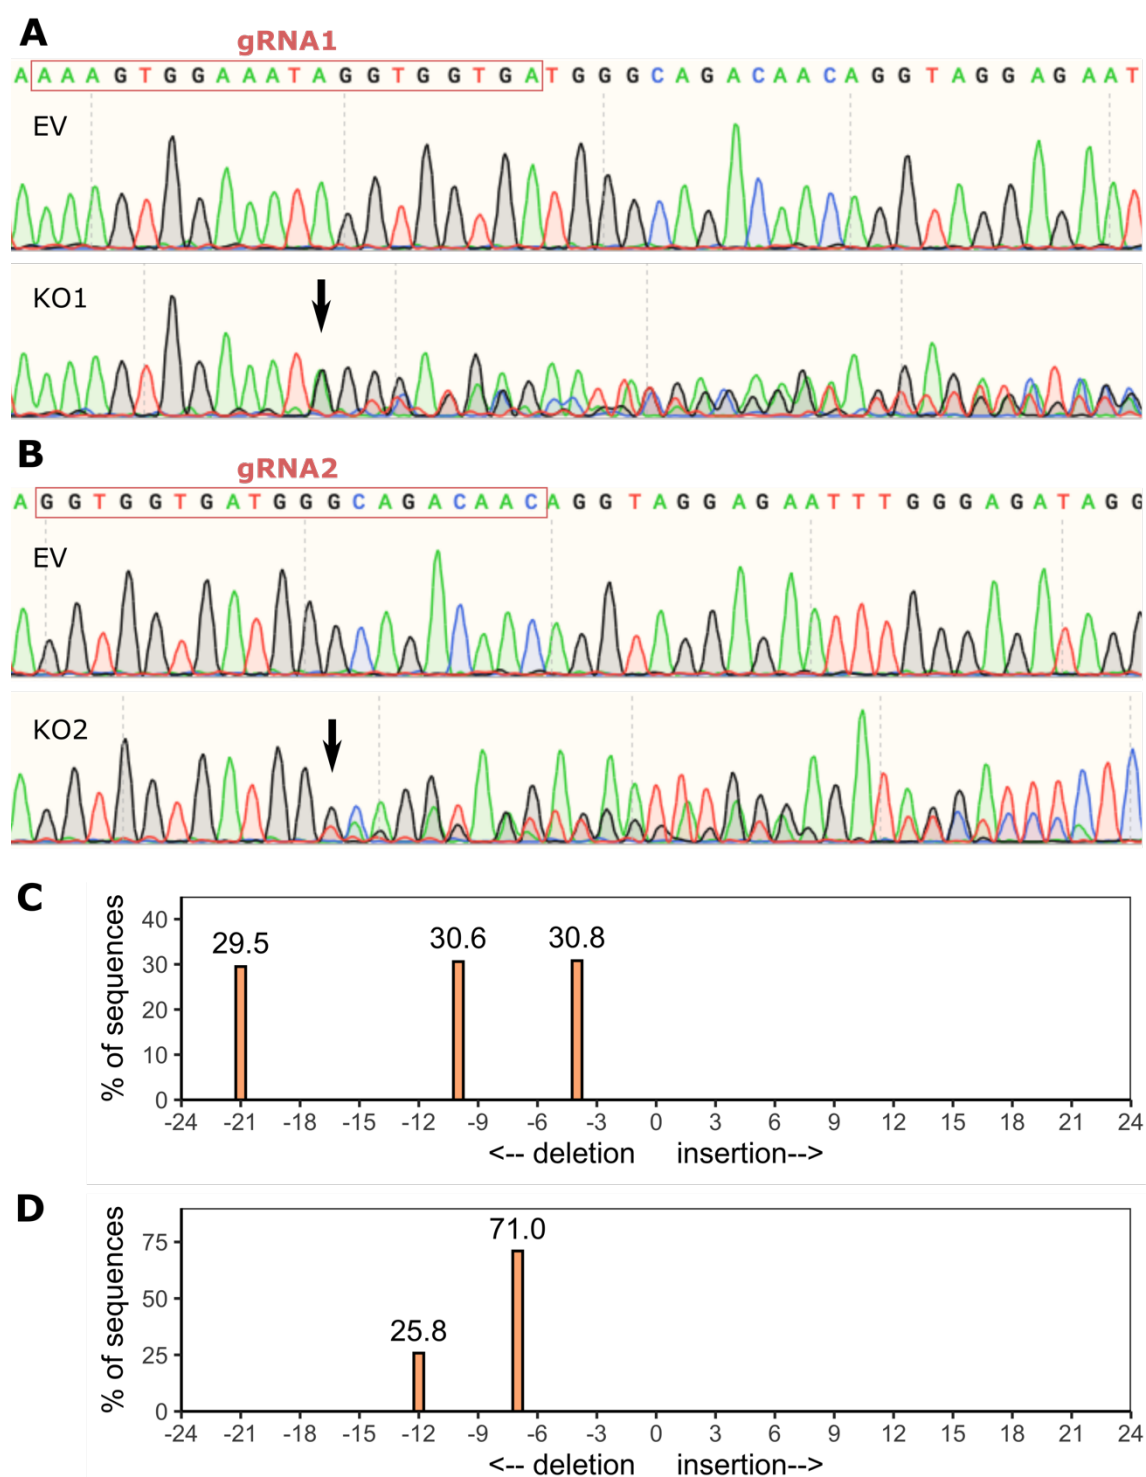 A
gRNA1
A A A A G T G G A A A T A G G T G G T G A T G G G C A G A C A A C A G G T A G G A G A A T
EV
KO1
B
gRNA2
A G G T G G T G A T G G G C A G A C A A C A G G T A G G A G A A T T T G G G A G A T A G G
EV
KO2
C
% of sequences
40
30
20
10
0
29.5
30.6
30.8
-24 -21 -18 -15 -12 -9 -6 -3 0 3 6 9 12 15 18 21 24
<-- deletion insertion-->
D
% of sequences
75
50
25
0
71.0
25.8
-24 -21 -18 -15 -12 -9 -6 -3 0 3 6 9 12 15 18 21 24
<-- deletion insertion-->